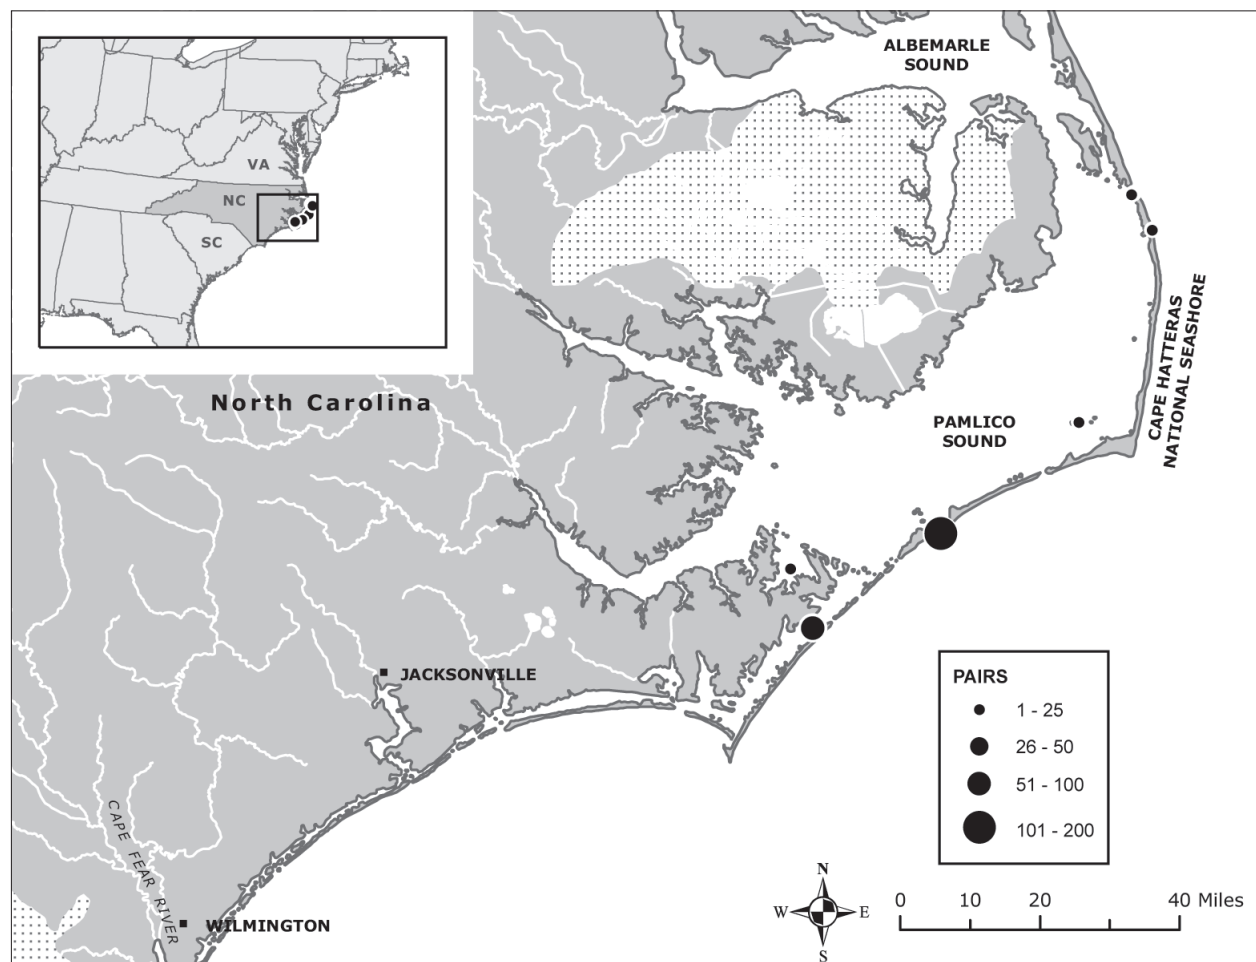 ALBEMARLE
SOUND
VA
NC
SC
CAPE HATTERAS
NATIONAL SEASHORE
North Carolina
PAMLICO
SOUND
JACKSONVILLE
PAIRS
1 - 25
26 - 50
51 - 100
101 - 200
CAPE FEAR RIVER
WILMINGTON
N
W E
S
0 10 20 40 Miles